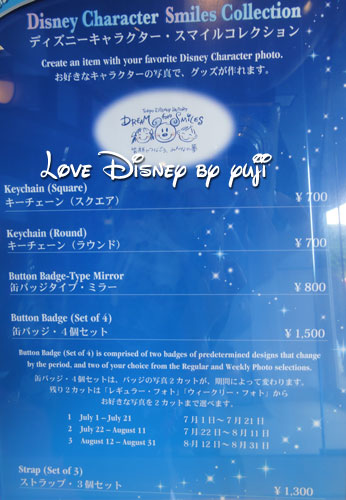 Disney Character Smiles Collection
ディズニーキャラクター・スマイルコレクション
Create an item with your favorite Disney Character photo.
お好きなキャラクターの写真で、グッズが作れます。
DREAM SMILES
Love Disney by yuji
Keychain (Square)
キーチェーン（スクエア） ¥700
Keychain (Round)
キーチェーン（ラウンド） ¥700
Button Badge-Type Mirror
缶バッジタイプ・ミラー ¥800
Button Badge (Set of 4)
缶バッジ・４個セット ¥1,500
Button Badge (Set of 4) is comprised of two badges of predetermined designs that change
by the period, and two of your choice from the Regular and Weekly Photo selections.
缶バッジ・４個セットは、バッジの写真２カットが、期間によって変わります。
残り２カットは「レギュラー・フォト」「ウィークリー・フォト」から
お好きな写真を２カットまで選べます。
1 July 1～July 21 7月1日～7月21日
2 July 22～August 11 7月22日～8月11日
3 August 12～August 31 8月12日～8月31日
Strap (Set of 3)
ストラップ・３個セット ¥1,300